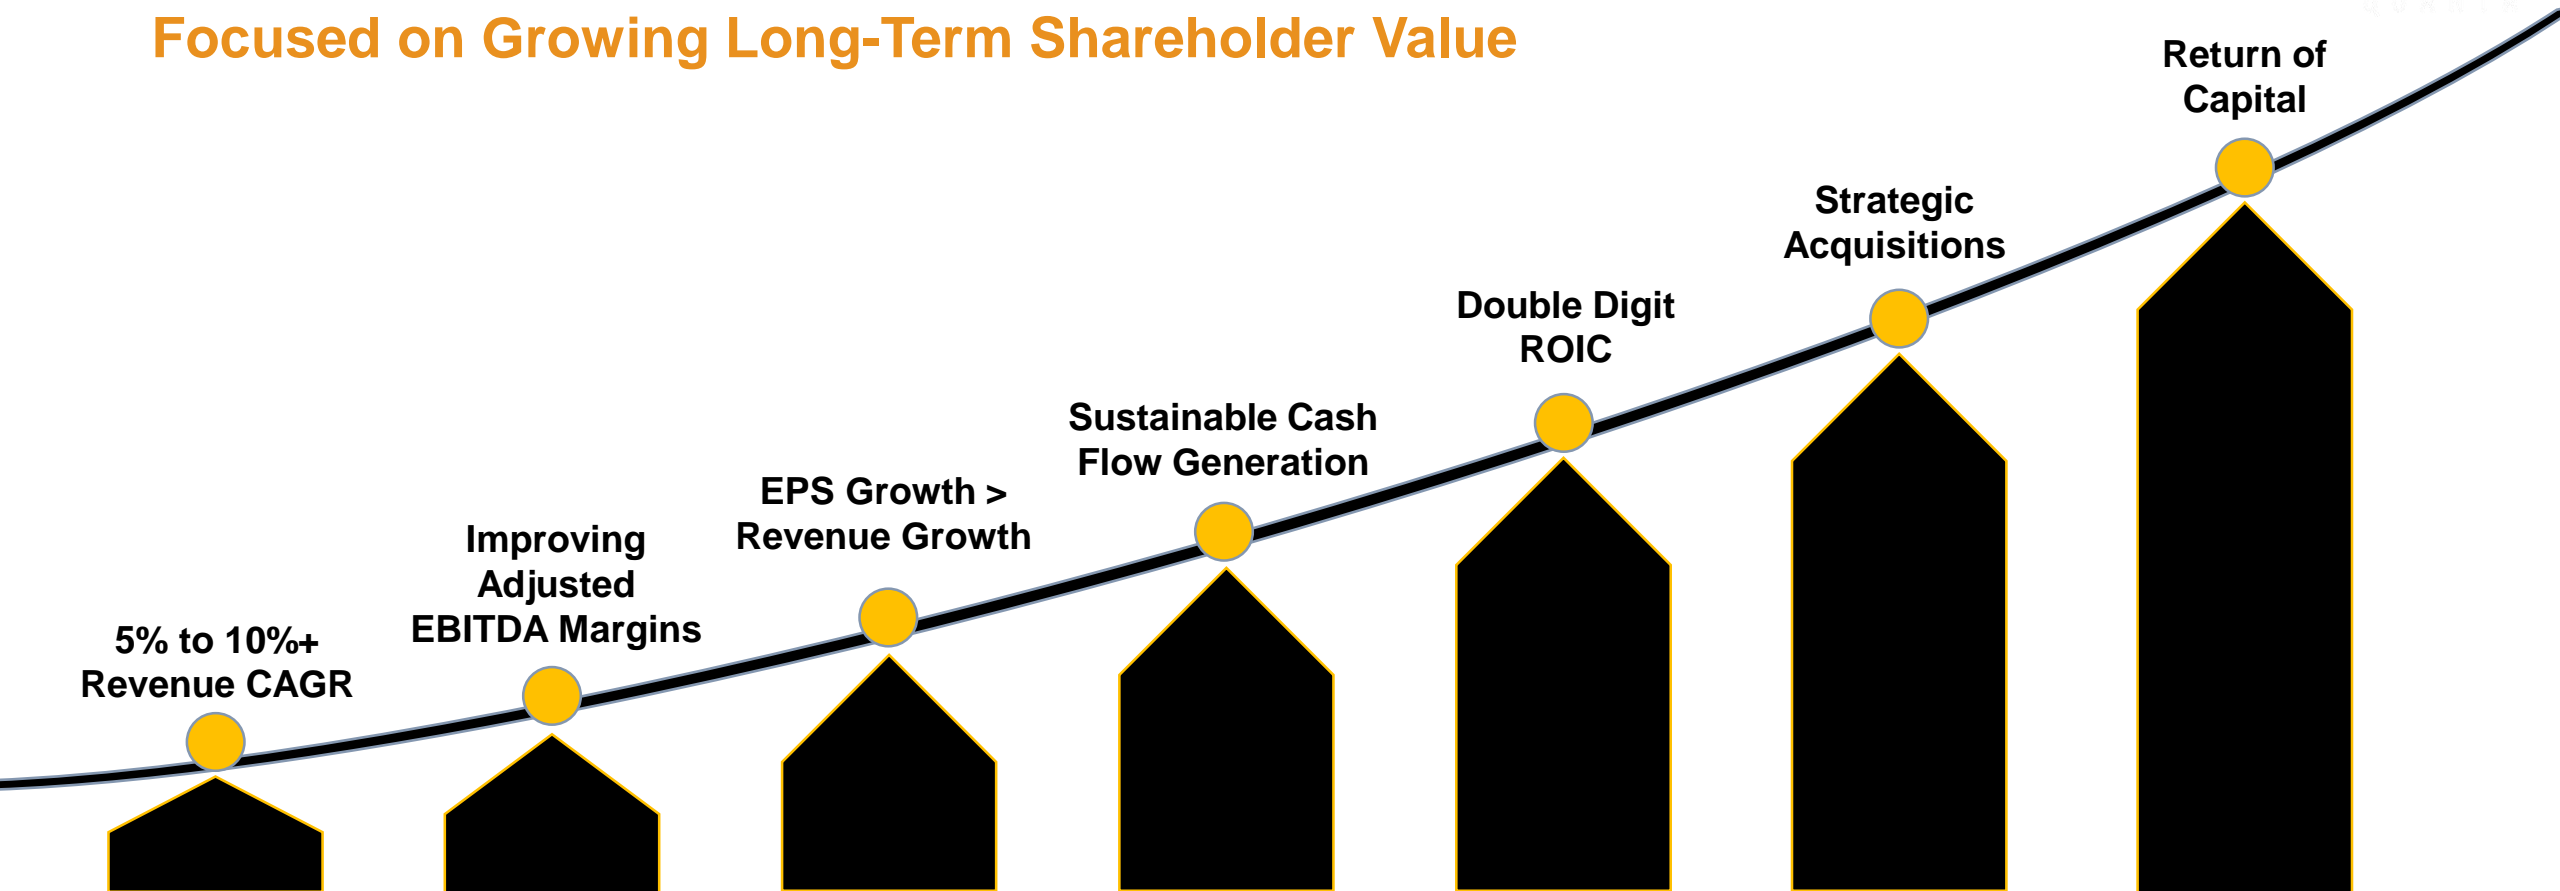 Focused on Growing Long-Term Shareholder Value
5% to 10%+
Revenue CAGR
Improving
Adjusted
EBITDA Margins
EPS Growth >
Revenue Growth
Sustainable Cash
Flow Generation
Double Digit
ROIC
Strategic
Acquisitions
Return of
Capital